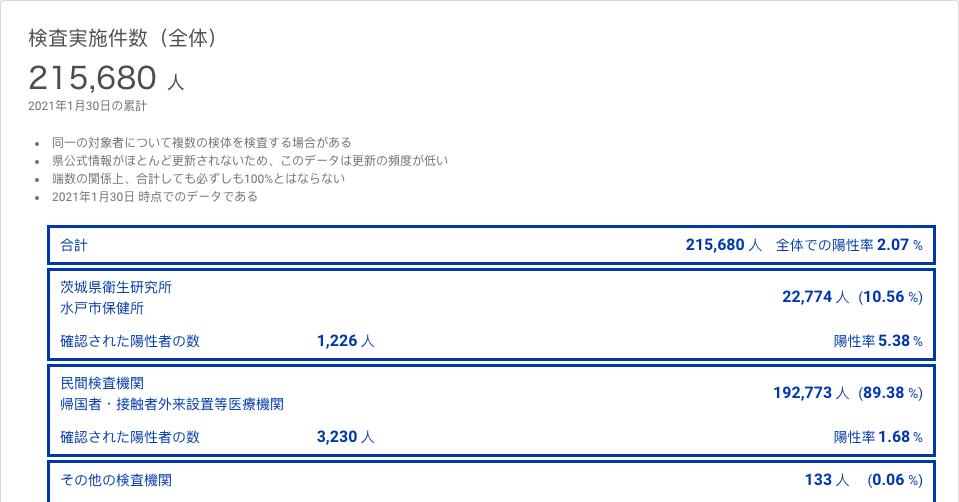 検査実施件数（全体）
215,680 人
2021年1月30日の累計
• 同一の対象者について複数の検体を検査する場合がある
• 県公式情報がほとんど更新されないため、このデータは更新の頻度が低い
• 端数の関係上、合計しても必ずしも100%とはならない
• 2021年1月30日 時点でのデータである
合計 215,680 人 全体での陽性率 2.07 %
茨城県衛生研究所
水戸市保健所
22,774 人 (10.56 %)
確認された陽性者の数 1,226 人 陽性率 5.38 %
民間検査機関
帰国者・接触者外来設置等医療機関
192,773 人 (89.38 %)
確認された陽性者の数 3,230 人 陽性率 1.68 %
その他の検査機関 133 人 (0.06 %)